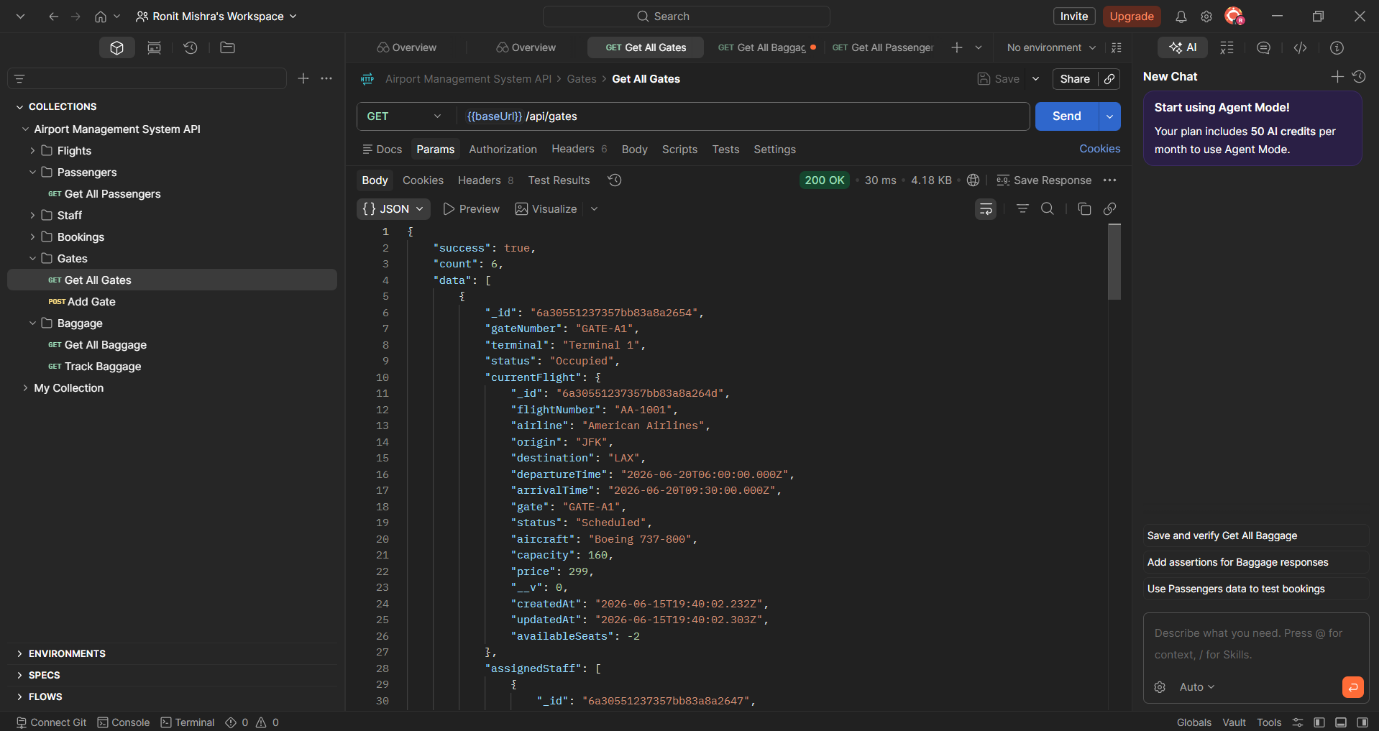 Ronit Mishra's Workspace
Search
Invite
Upgrade
Overview
Overview
GET Get All Gates
GET Get All Baggag
GET Get All Passenger
No environment
AI
COLLECTIONS
Airport Management System API
Flights
Passengers
GET Get All Passengers
Staff
Bookings
Gates
GET Get All Gates
POST Add Gate
Baggage
GET Get All Baggage
GET Track Baggage
My Collection
ENVIRONMENTS
SPECS
FLOWS
HTTP Airport Management System API > Gates > Get All Gates
Save
Share
GET
{{baseUrl}} /api/gates
Send
Docs Params Authorization Headers 6 Body Scripts Tests Settings
Cookies
Body Cookies Headers 8 Test Results
200 OK • 30 ms • 4.18 KB •
e.g. Save Response
{ } JSON
Preview
Visualize
1 {
2 "success": true,
3 "count": 6,
4 "data": [
5 {
6 "_id": "6a30551237357bb83a8a2654",
7 "gateNumber": "GATE-A1",
8 "terminal": "Terminal 1",
9 "status": "Occupied",
10 "currentFlight": {
11 "_id": "6a30551237357bb83a8a264d",
12 "flightNumber": "AA-1001",
13 "airline": "American Airlines",
14 "origin": "JFK",
15 "destination": "LAX",
16 "departureTime": "2026-06-20T06:00:00.000Z",
17 "arrivalTime": "2026-06-20T09:30:00.000Z",
18 "gate": "GATE-A1",
19 "status": "Scheduled",
20 "aircraft": "Boeing 737-800",
21 "capacity": 160,
22 "price": 299,
23 "__v": 0,
24 "createdAt": "2026-06-15T19:40:02.232Z",
25 "updatedAt": "2026-06-15T19:40:02.303Z",
26 "availableSeats": -2
27 },
28 "assignedStaff": [
29 {
30 "_id": "6a30551237357bb83a8a2647",
New Chat
Start using Agent Mode!
Your plan includes 50 AI credits per
month to use Agent Mode.
Save and verify Get All Baggage
Add assertions for Baggage responses
Use Passengers data to test bookings
Describe what you need. Press @ for
context, / for Skills.
Auto
Connect Git
Console
Terminal
0
0
Globals
Vault
Tools